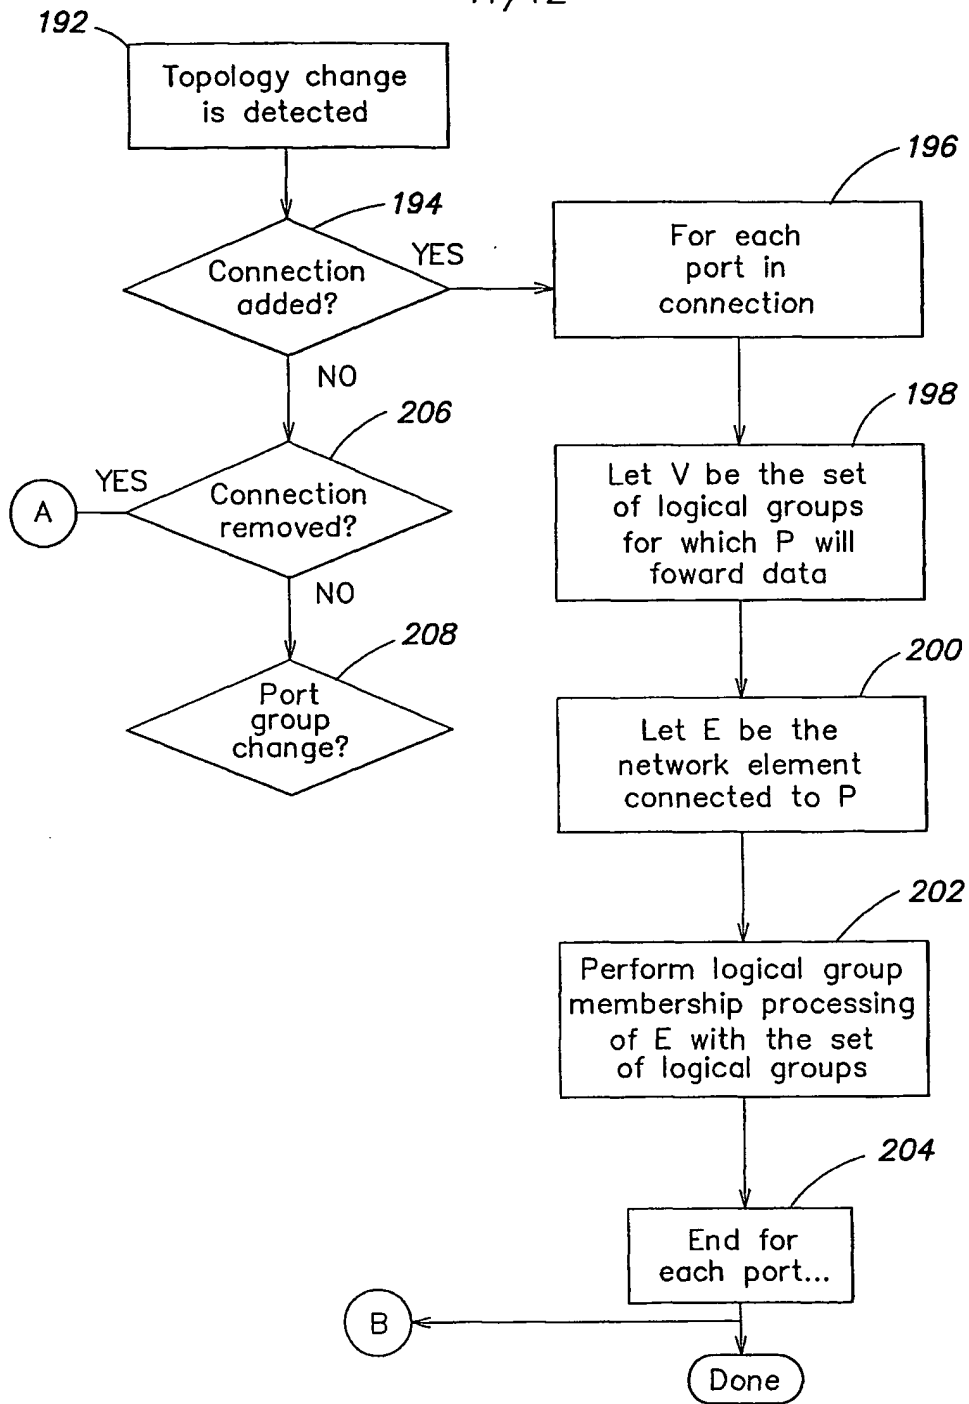 192
Topology change
is detected
194
Connection
added?
YES
NO
196
For each
port in
connection
198
Let V be the set
of logical groups
for which P will
foward data
206
YES
A
Connection
removed?
NO
208
Port
group
change?
200
Let E be the
network element
connected to P
202
Perform logical group
membership processing
of E with the set
of logical groups
204
End for
each port...
B
Done